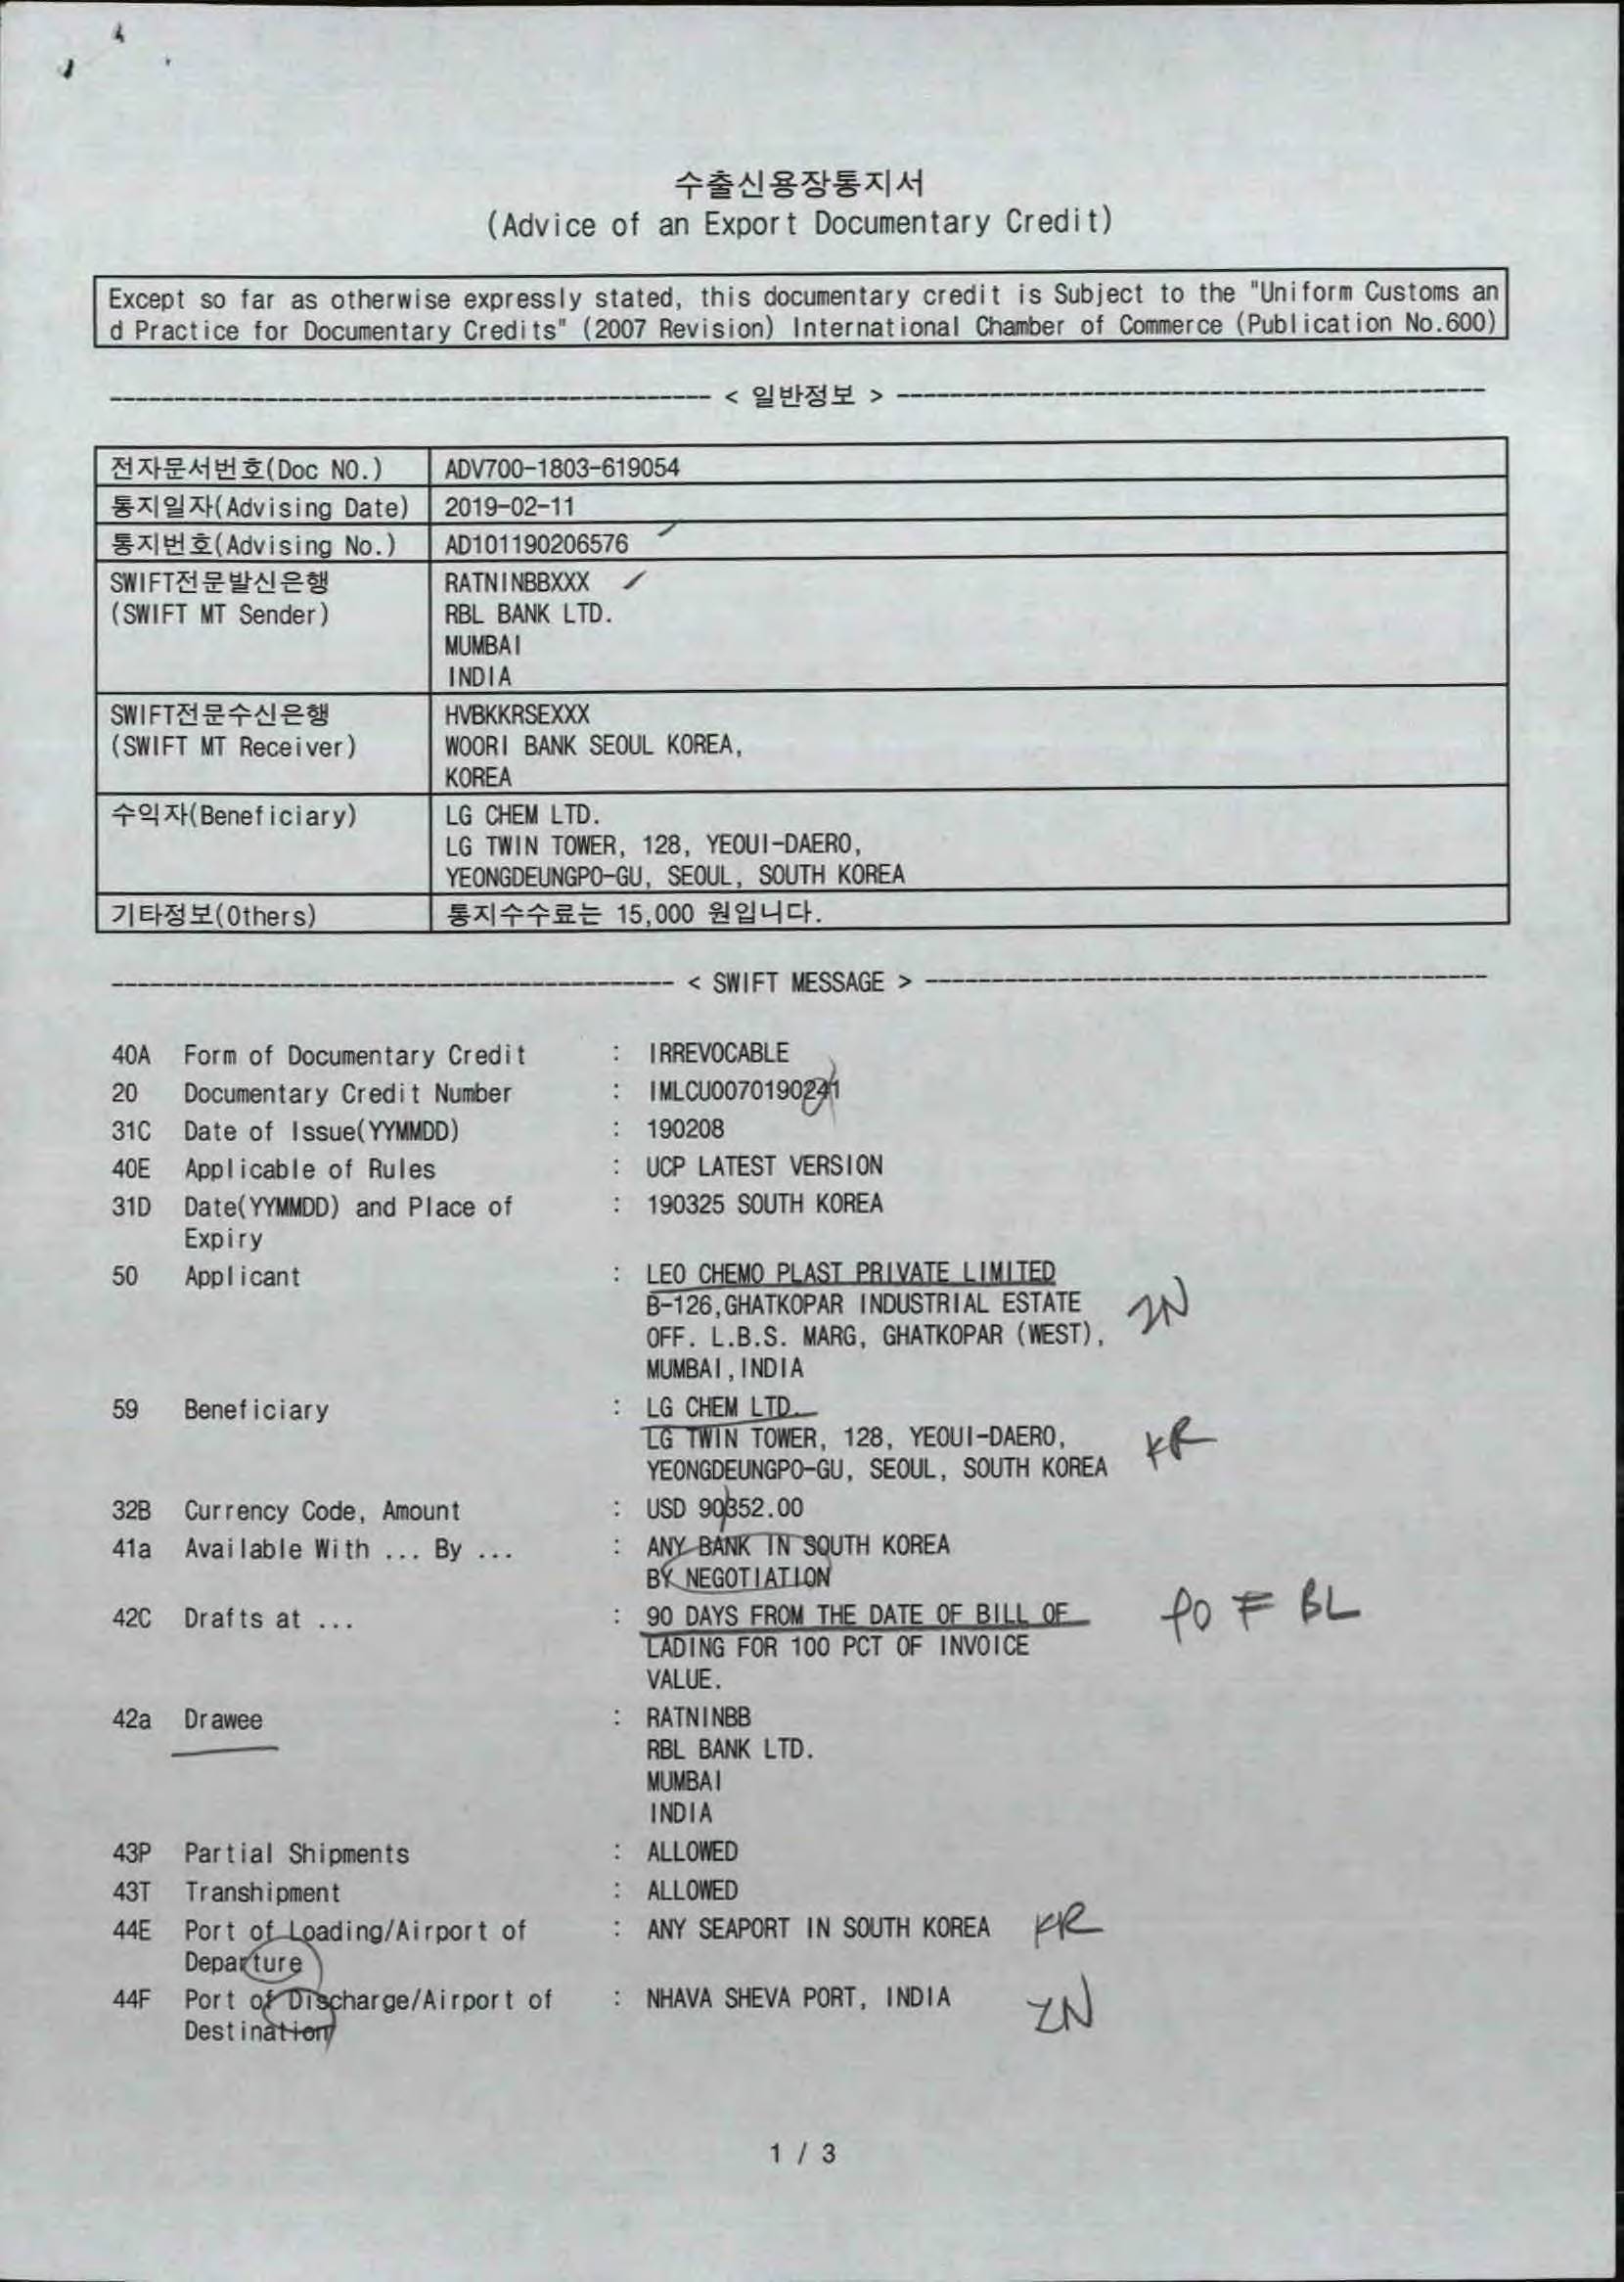 수출신용장통지서
(Advice of an Export Documentary Credit)
Except so far as otherwise expressly stated, this documentary credit is Subject to the "Uniform Customs an
d Practice for Documentary Credits" (2007 Revision) International Chamber of Commerce (Publication No.600)
< 일반정보 >
전자문서번호(Doc NO.) ADV700-1803-619054
통지일자(Advising Date) 2019-02-11
통지번호(Advising No.) AD101190206576
SWIFT전문발신은행 RATNINBBXXX
(SWIFT MT Sender) RBL BANK LTD.
MUMBAI
INDIA
SWIFT전문수신은행 HVBKKRSEXXX
(SWIFT MT Receiver) WOORI BANK SEOUL KOREA,
KOREA
수익자(Beneficiary) LG CHEM LTD.
LG TWIN TOWER, 128, YEOUI-DAERO,
YEONGDEUNGPO-GU, SEOUL, SOUTH KOREA
기타정보(Others) 통지수수료는 15,000 원입니다.
< SWIFT MESSAGE >
40A Form of Documentary Credit : IRREVOCABLE
20 Documentary Credit Number : IMLCU0070190241
31C Date of Issue(YYMMDD) : 190208
40E Applicable of Rules : UCP LATEST VERSION
31D Date(YYMMDD) and Place of : 190325 SOUTH KOREA
Expiry
50 Applicant : LEO CHEMO PLAST PRIVATE LIMITED
B-126,GHATKOPAR INDUSTRIAL ESTATE IN
OFF. L.B.S. MARG, GHATKOPAR (WEST),
MUMBAI,INDIA
59 Beneficiary : LG CHEM LTD.
LG TWIN TOWER, 128, YEOUI-DAERO, KR
YEONGDEUNGPO-GU, SEOUL, SOUTH KOREA
32B Currency Code, Amount : USD 90352.00
41a Available With ... By ... : ANY BANK IN SOUTH KOREA
BY NEGOTIATION
42C Drafts at ... : 90 DAYS FROM THE DATE OF BILL OF BL
LADING FOR 100 PCT OF INVOICE
VALUE.
42a Drawee : RATNINBB
RBL BANK LTD.
MUMBAI
INDIA
43P Partial Shipments : ALLOWED
43T Transhipment : ALLOWED
44E Port of Loading/Airport of : ANY SEAPORT IN SOUTH KOREA KR
Departure
44F Port of Discharge/Airport of : NHAVA SHEVA PORT, INDIA IN
Destination
1 / 3